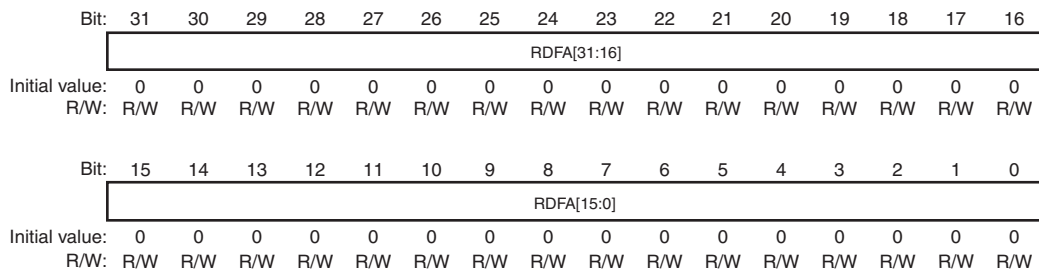 Bit: 31 30 29 28 27 26 25 24 23 22 21 20 19 18 17 16
RDFA[31:16]
Initial value: 0 0 0 0 0 0 0 0 0 0 0 0 0 0 0 0
R/W: R/W R/W R/W R/W R/W R/W R/W R/W R/W R/W R/W R/W R/W R/W R/W R/W
Bit: 15 14 13 12 11 10 9 8 7 6 5 4 3 2 1 0
RDFA[15:0]
Initial value: 0 0 0 0 0 0 0 0 0 0 0 0 0 0 0 0
R/W: R/W R/W R/W R/W R/W R/W R/W R/W R/W R/W R/W R/W R/W R/W R/W R/W